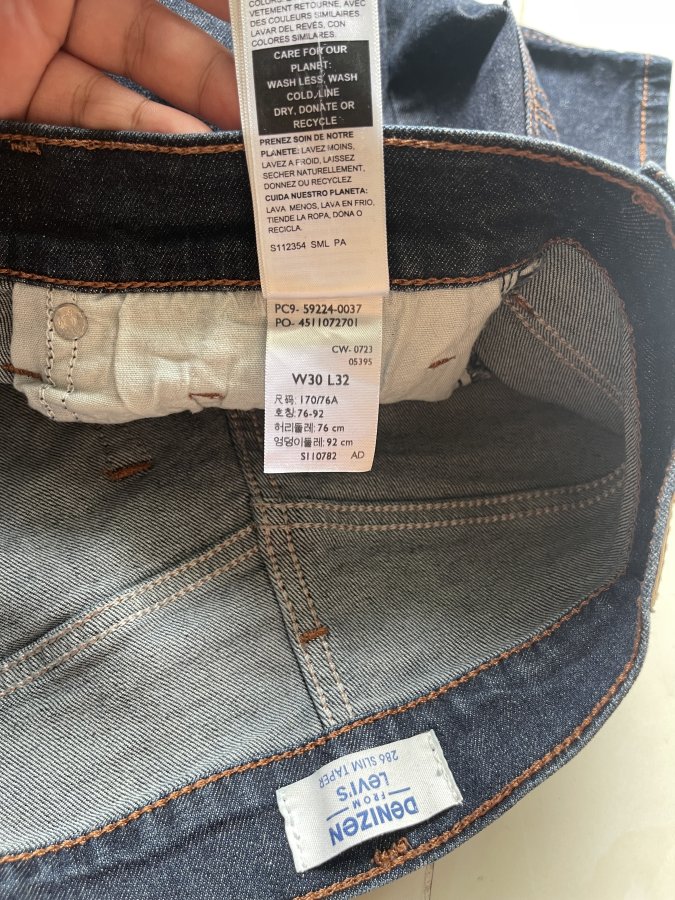 VETEMENT RETOURNE, AVEC
DES COULEURS SIMILAIRES.
LAVAR DEL REVÉS, CON
COLORES SIMILARES.
CARE FOR OUR
PLANET:
WASH LESS, WASH
COLD, LINE
DRY, DONATE OR
RECYCLE
PRENEZ SOIN DE NOTRE
PLANETE: LAVEZ MOINS,
LAVEZ A FROID, LAISSEZ
SECHER NATURELLEMENT,
DONNEZ OU RECYCLEZ
CUIDA NUESTRO PLANETA:
LAVA MENOS, LAVA EN FRIO,
TIENDE LA ROPA, DONA O
RECICLA.
S112354 SML PA
PC9- 59224-0037
PO- 4511072701
CW- 0723
05395
W30 L32
尺码: 170/76A
호칭: 76-92
허리둘레: 76 cm
엉덩이둘레: 92 cm
S110782 AD
DENIZEN
FROM
LEVI'S
286 SLIM TAPER